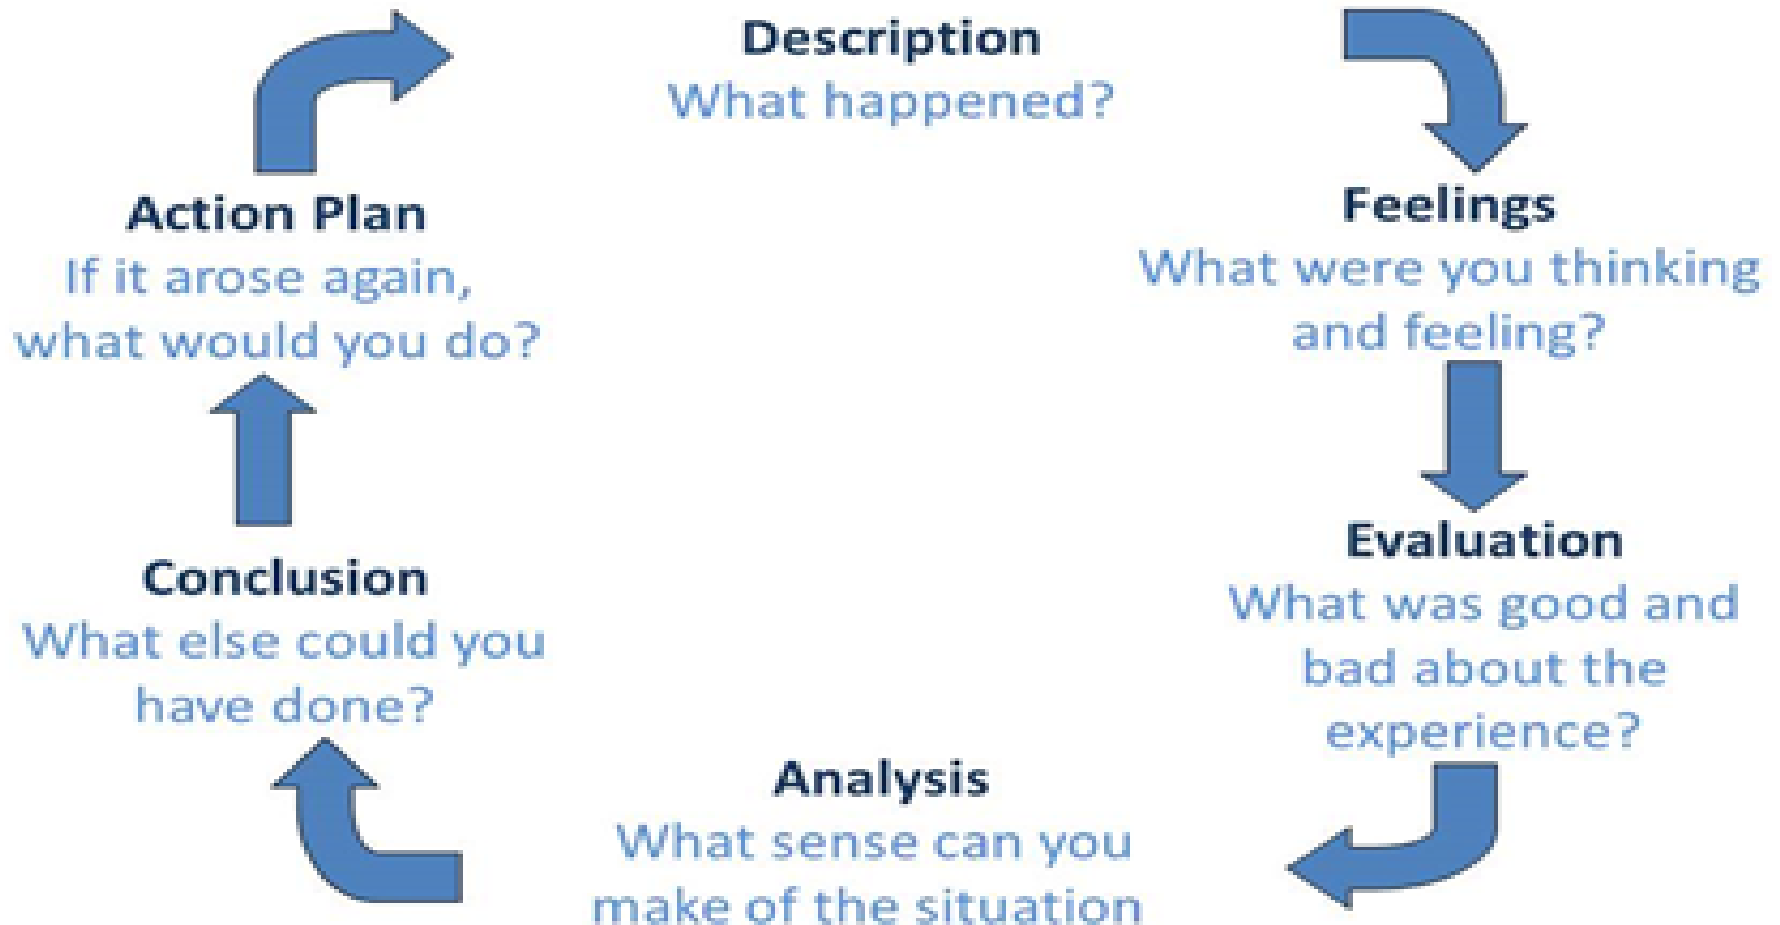 Description
What happened?
Feelings
What were you thinking
and feeling?
Evaluation
What was good and
bad about the
experience?
Analysis
What sense can you
make of the situation
Conclusion
What else could you
have done?
Action Plan
If it arose again,
what would you do?